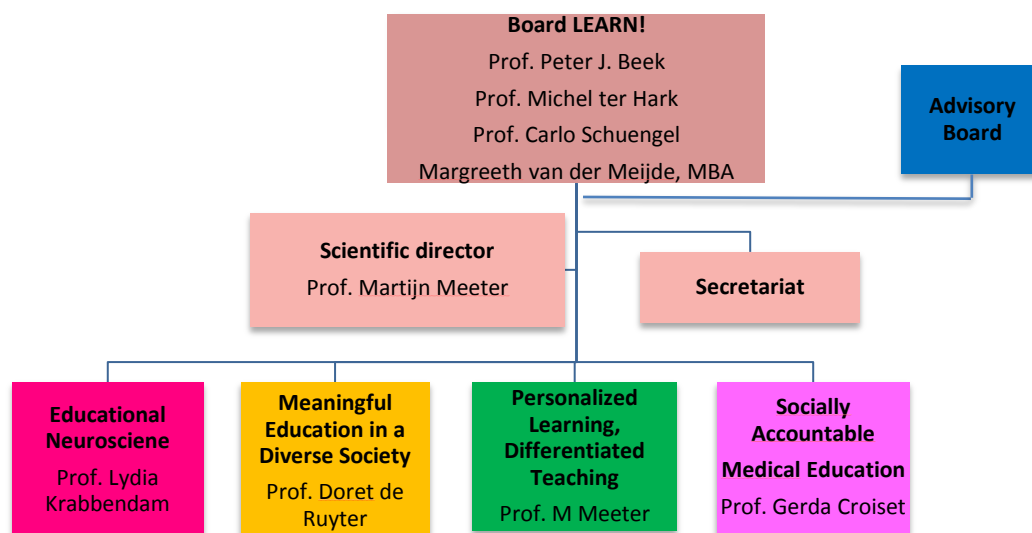 Board LEARN!
Prof. Peter J. Beek
Prof. Michel ter Hark
Prof. Carlo Schuengel
Margreeth van der Meijde, MBA
Advisory
Board
Scientific director
Prof. Martijn Meeter
Secretariat
Educational
Neurosciene
Prof. Lydia
Krabbendam
Meaningful
Education in a
Diverse Society
Prof. Doret de
Ruyter
Personalized
Learning,
Differentiated
Teaching
Prof. M Meeter
Socially
Accountable
Medical Education
Prof. Gerda Croiset